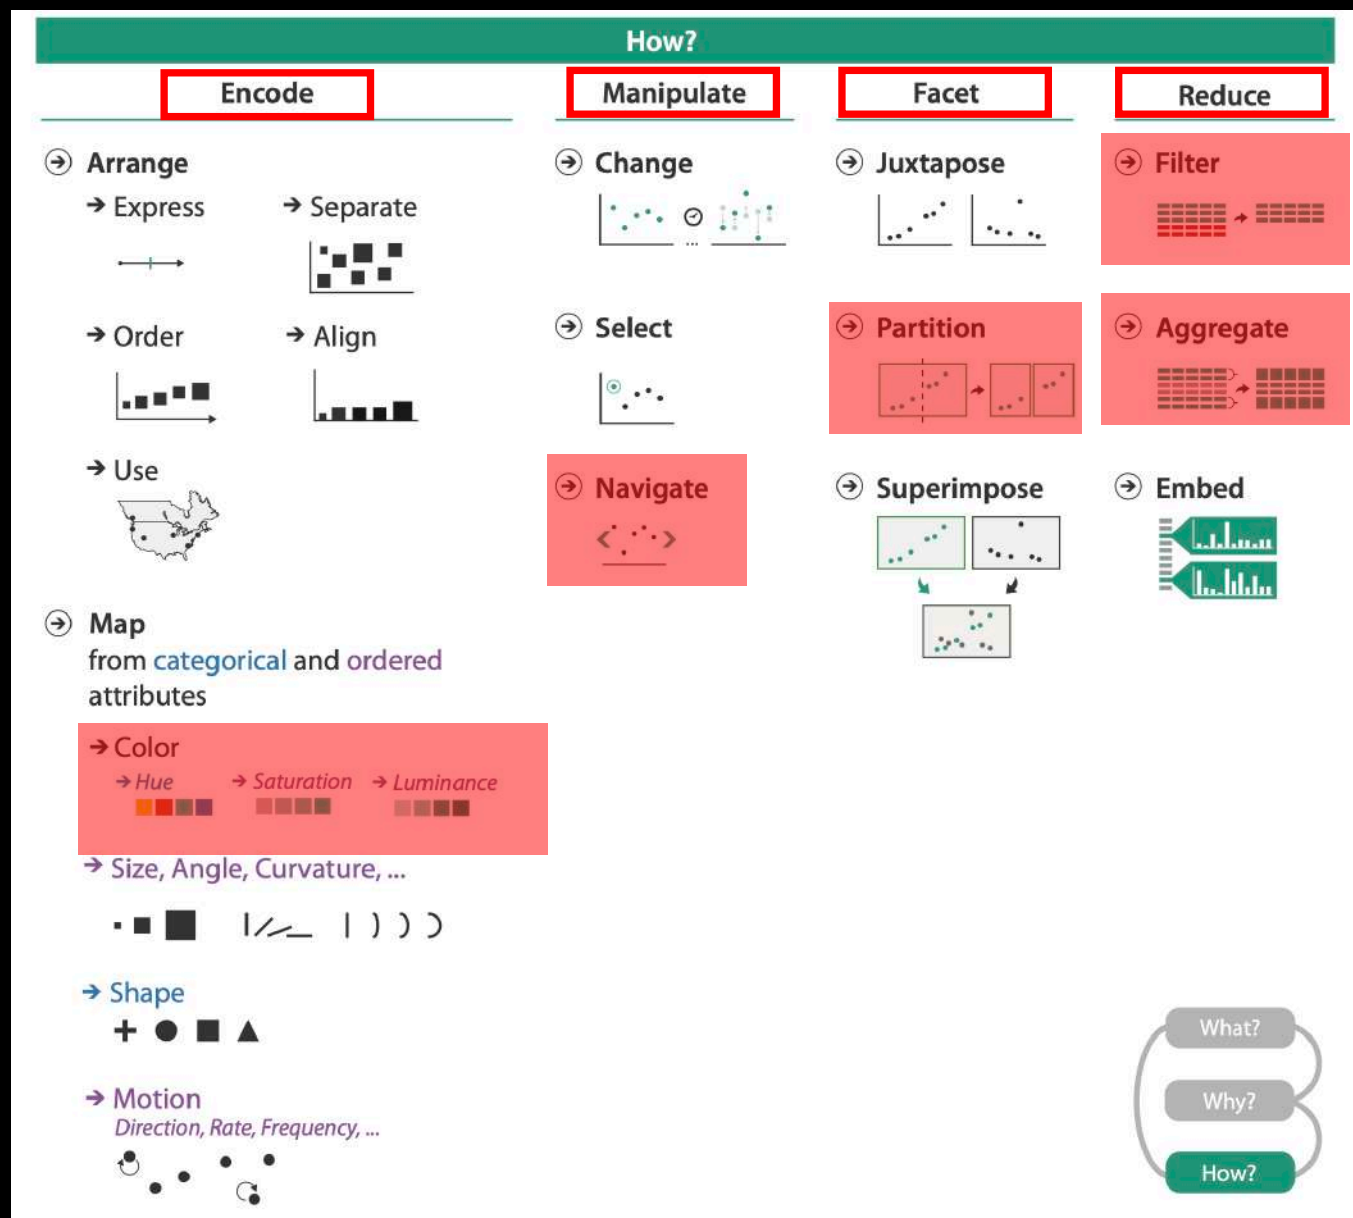 How?
Encode
Manipulate
Facet
Reduce
Arrange
Express
Separate
Order
Align
Use
Map
from categorical and ordered
attributes
Color
Hue
Saturation
Luminance
Size, Angle, Curvature, ...
Shape
Motion
Direction, Rate, Frequency, ...
Change
...
Select
Navigate
Juxtapose
Partition
Superimpose
Filter
Aggregate
Embed
What?
Why?
How?